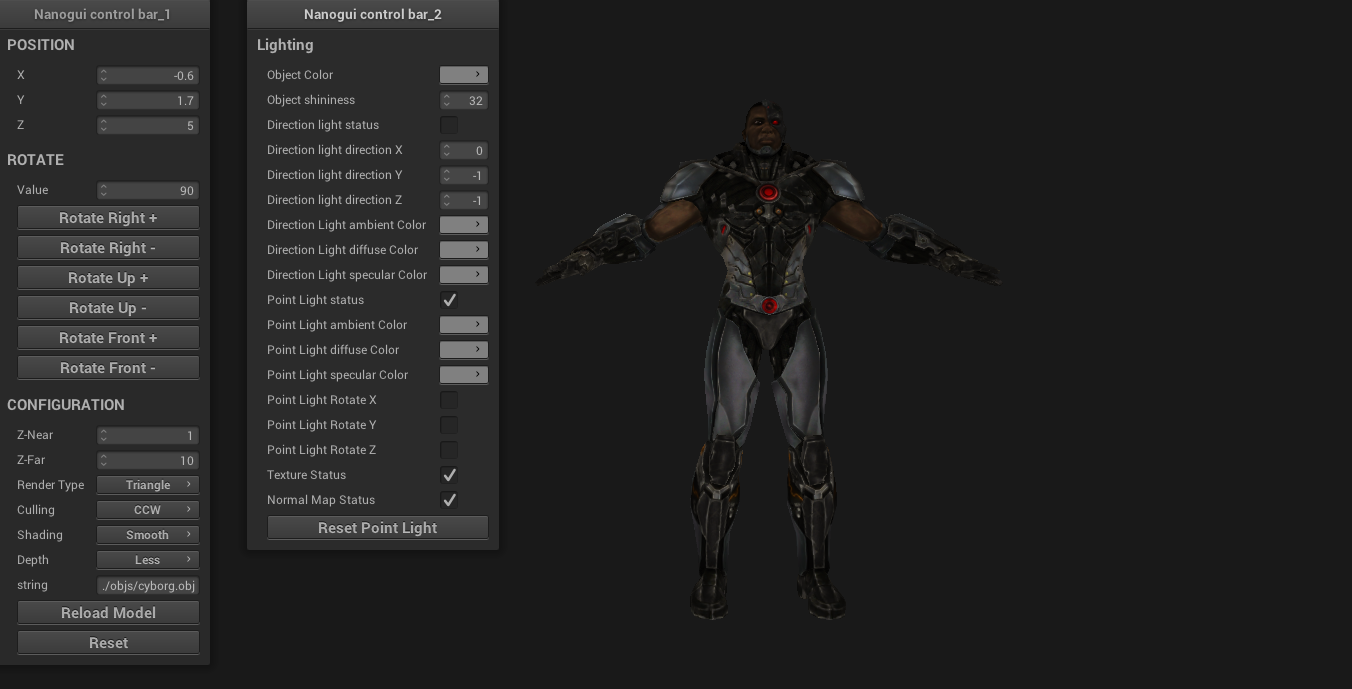 Nanogui control bar_1
POSITION
X -0.6
Y 1.7
Z 5
ROTATE
Value 90
Rotate Right +
Rotate Right -
Rotate Up +
Rotate Up -
Rotate Front +
Rotate Front -
CONFIGURATION
Z-Near 1
Z-Far 10
Render Type Triangle
Culling CCW
Shading Smooth
Depth Less
string ./objs/cyborg.obj
Reload Model
Reset
Nanogui control bar_2
Lighting
Object Color
Object shininess 32
Direction light status
Direction light direction X 0
Direction light direction Y -1
Direction light direction Z -1
Direction Light ambient Color
Direction Light diffuse Color
Direction Light specular Color
Point Light status
Point Light ambient Color
Point Light diffuse Color
Point Light specular Color
Point Light Rotate X
Point Light Rotate Y
Point Light Rotate Z
Texture Status
Normal Map Status
Reset Point Light